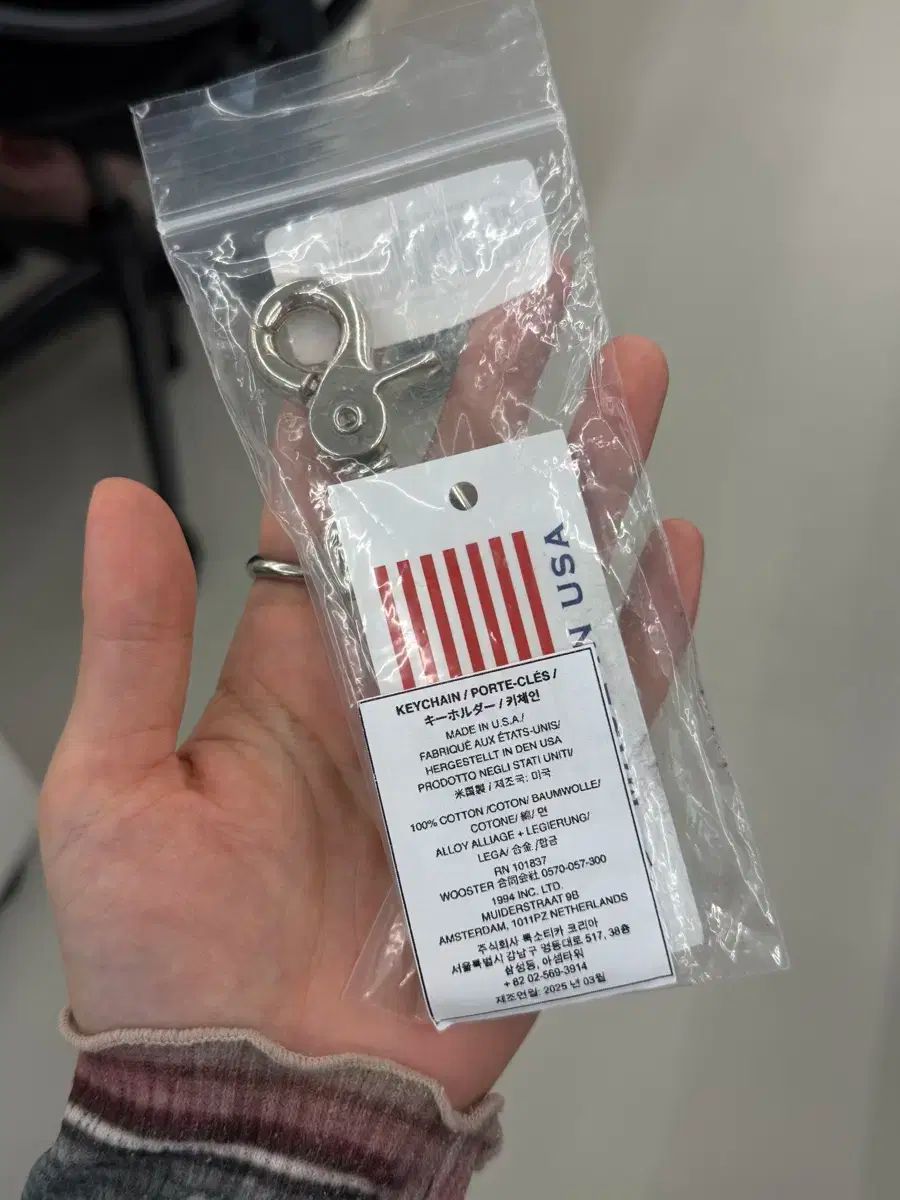 USA
KEYCHAIN / PORTE-CLÉS /
キーホルダー / 키체인
MADE IN U.S.A./
FABRIQUÉ AUX ÉTATS-UNIS/
HERGESTELLT IN DEN USA
PRODOTTO NEGLI STATI UNITI/
米国製 / 제조국: 미국
100% COTTON /COTON/ BAUMWOLLE/
COTONE/ 綿/ 면
ALLOY ALLIAGE + LEGIERUNG/
LEGA/ 合金 /합금
RN 101837
WOOSTER 合同会社 0570-057-300
1994 INC. LTD.
MUIDERSTRAAT 9B
AMSTERDAM, 1011PZ NETHERLANDS
주식회사 록소티카 코리아
서울특별시 강남구 영동대로 517, 38층
삼성동, 아셈타워
+ 82 02-569-3914
제조연월: 2025 년 03월